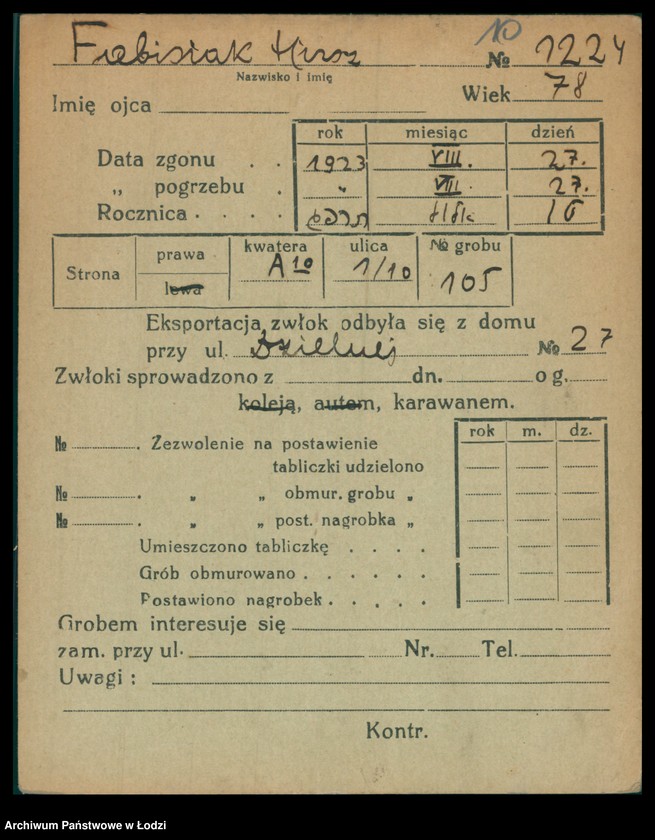 10
Fabisiak Hirsz № 1224
Nazwisko i imię
Wiek 78
Imię ojca
rok miesiąc dzień
Data zgonu . . 1923 VIII. 27.
„ pogrzebu . „ VIII. 27.
Rocznica . . . . 16
Strona prawa lewa kwatera A10 ulica 1/10 № grobu 105
Eksportacja zwłok odbyła się z domu
przy ul. Dzielnej № 27
Zwłoki sprowadzono z dn. o g.
koleją, autem, karawanem.
rok m. dz.
№ . Zezwolenie na postawienie
tabliczki udzielono
№ . „ „ obmur. grobu „
№ . „ „ post. nagrobka „
Umieszczono tabliczkę . . . .
Grób obmurowano . . . . . .
Postawiono nagrobek . . . . .
Grobem interesuje się
zam. przy ul. Nr. Tel.
Uwagi :
Kontr.
Archiwum Państwowe w Łodzi